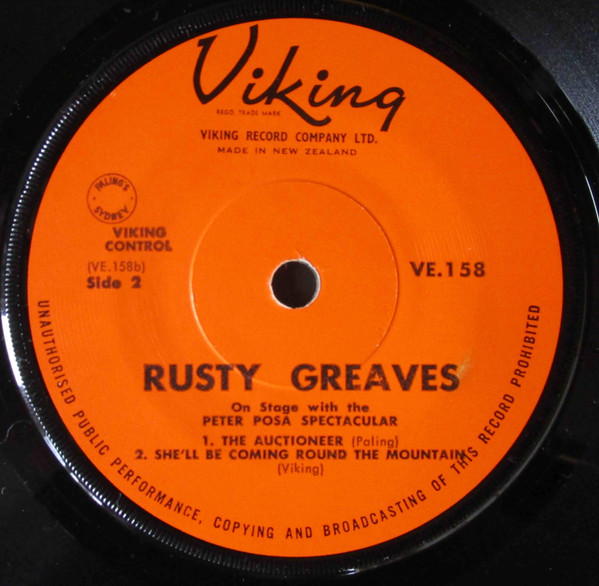 Viking
REGD. TRADE MARK
VIKING RECORD COMPANY LTD.
MADE IN NEW ZEALAND
PALING'S
SYDNEY
VIKING
CONTROL
(VE.158b)
Side 2
VE.158
RUSTY GREAVES
On Stage with the
PETER POSA SPECTACULAR
1. THE AUCTIONEER (Paling)
2. SHE'LL BE COMING ROUND THE MOUNTAIN
(Viking)
UNAUTHORISED PUBLIC PERFORMANCE, COPYING AND BROADCASTING OF THIS RECORD PROHIBITED